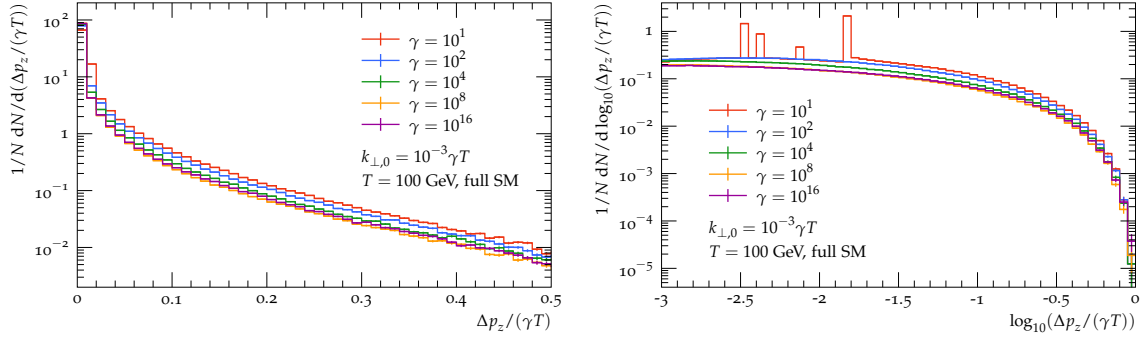 1/N dN/d(Δp_z/(γT))
10^2
10^1
1
10^−1
10^−2
γ = 10^1
γ = 10^2
γ = 10^4
γ = 10^8
γ = 10^16
k_⊥,0 = 10^−3γT
T = 100 GeV, full SM
0 0.1 0.2 0.3 0.4 0.5
Δp_z/(γT)
1/N dN/d log_10(Δp_z/(γT))
1
10^−1
10^−2
10^−3
10^−4
10^−5
γ = 10^1
γ = 10^2
γ = 10^4
γ = 10^8
γ = 10^16
k_⊥,0 = 10^−3γT
T = 100 GeV, full SM
-3 -2.5 -2 -1.5 -1 -0.5 0
log_10(Δp_z/(γT))